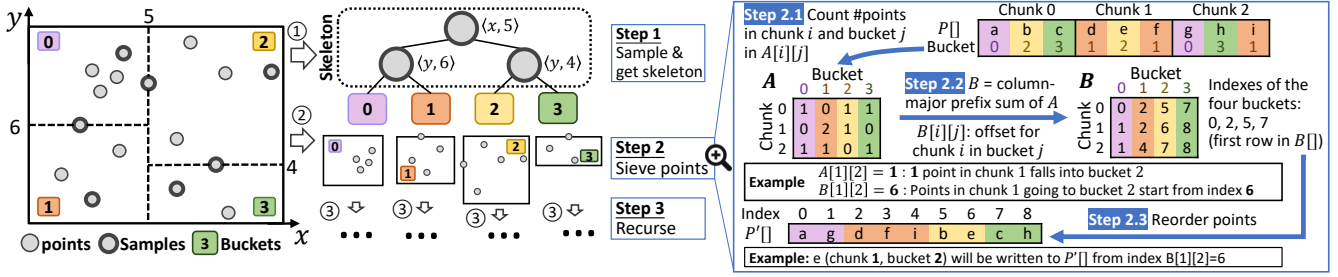 y
5
0
2
6
4
1
3
x
points
Samples
3 Buckets
①
②
Skeleton
⟨x, 5⟩
⟨y, 6⟩
⟨y, 4⟩
0 1 2 3
0
1
2
3
③ ③ ③ ③
Step 1
Sample &
get skeleton
Step 2
Sieve points
Step 3
Recurse
Step 2.1 Count #points
in chunk i and bucket j
in A[i][j]
Chunk 0 Chunk 1 Chunk 2
P[] a b c d e f g h i
Bucket 0 2 3 1 2 1 0 3 1
Bucket
A 0 1 2 3
Chunk
0 1 0 1 1
1 0 2 1 0
2 1 1 0 1
Step 2.2 B = column-
major prefix sum of A
B[i][j]: offset for
chunk i in bucket j
Bucket
B 0 1 2 3
Chunk
0 0 2 5 7
1 1 2 6 8
2 1 4 7 8
Indexes of the
four buckets:
0, 2, 5, 7
(first row in B[])
Example
A[1][2] = 1 : 1 point in chunk 1 falls into bucket 2
B[1][2] = 6 : Points in chunk 1 going to bucket 2 start from index 6
Index 0 1 2 3 4 5 6 7 8
P'[] a g d f i b e c h
Step 2.3 Reorder points
Example: e (chunk 1, bucket 2) will be written to P'[] from index B[1][2]=6